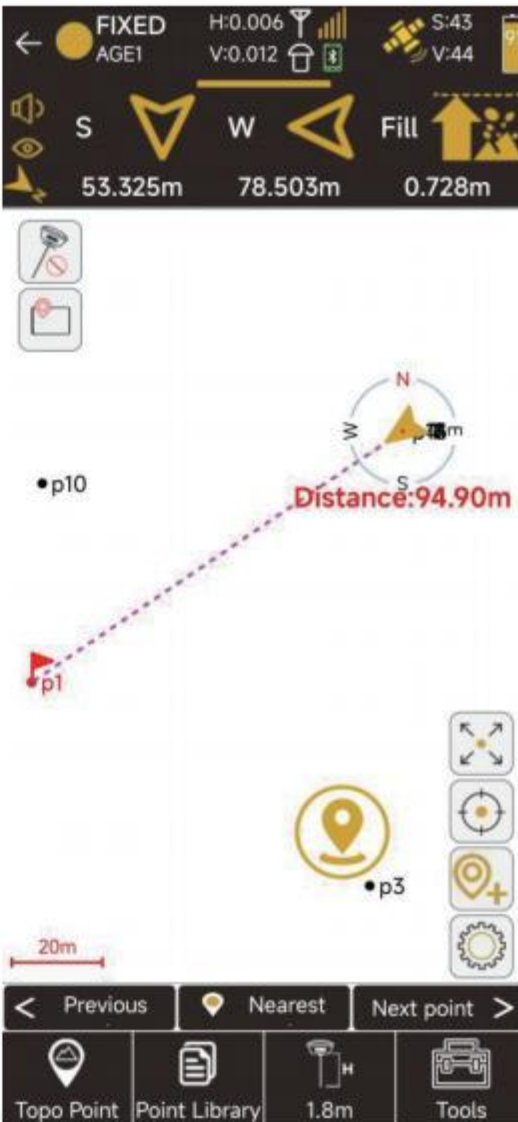 FIXED H:0.006 S:43
AGE1 V:0.012 V:44
S W Fill
53.325m 78.503m 0.728m
N
N
W
m
S
Distance:94.90m
p10
p1
p3
20m
< Previous Nearest Next point >
H
Topo Point Point Library 1.8m Tools